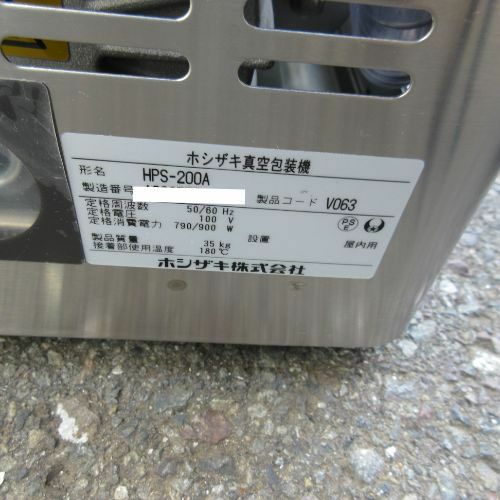 ホシザキ真空包装機
形名 HPS-200A
製造番号
製品コード V063
定格周波数 50/60 Hz
定格電圧 100 V
定格消費電力 790/900 W
製品質量 35 kg 設置 屋内用
接着部使用温度 180℃
PSE
ホシザキ株式会社